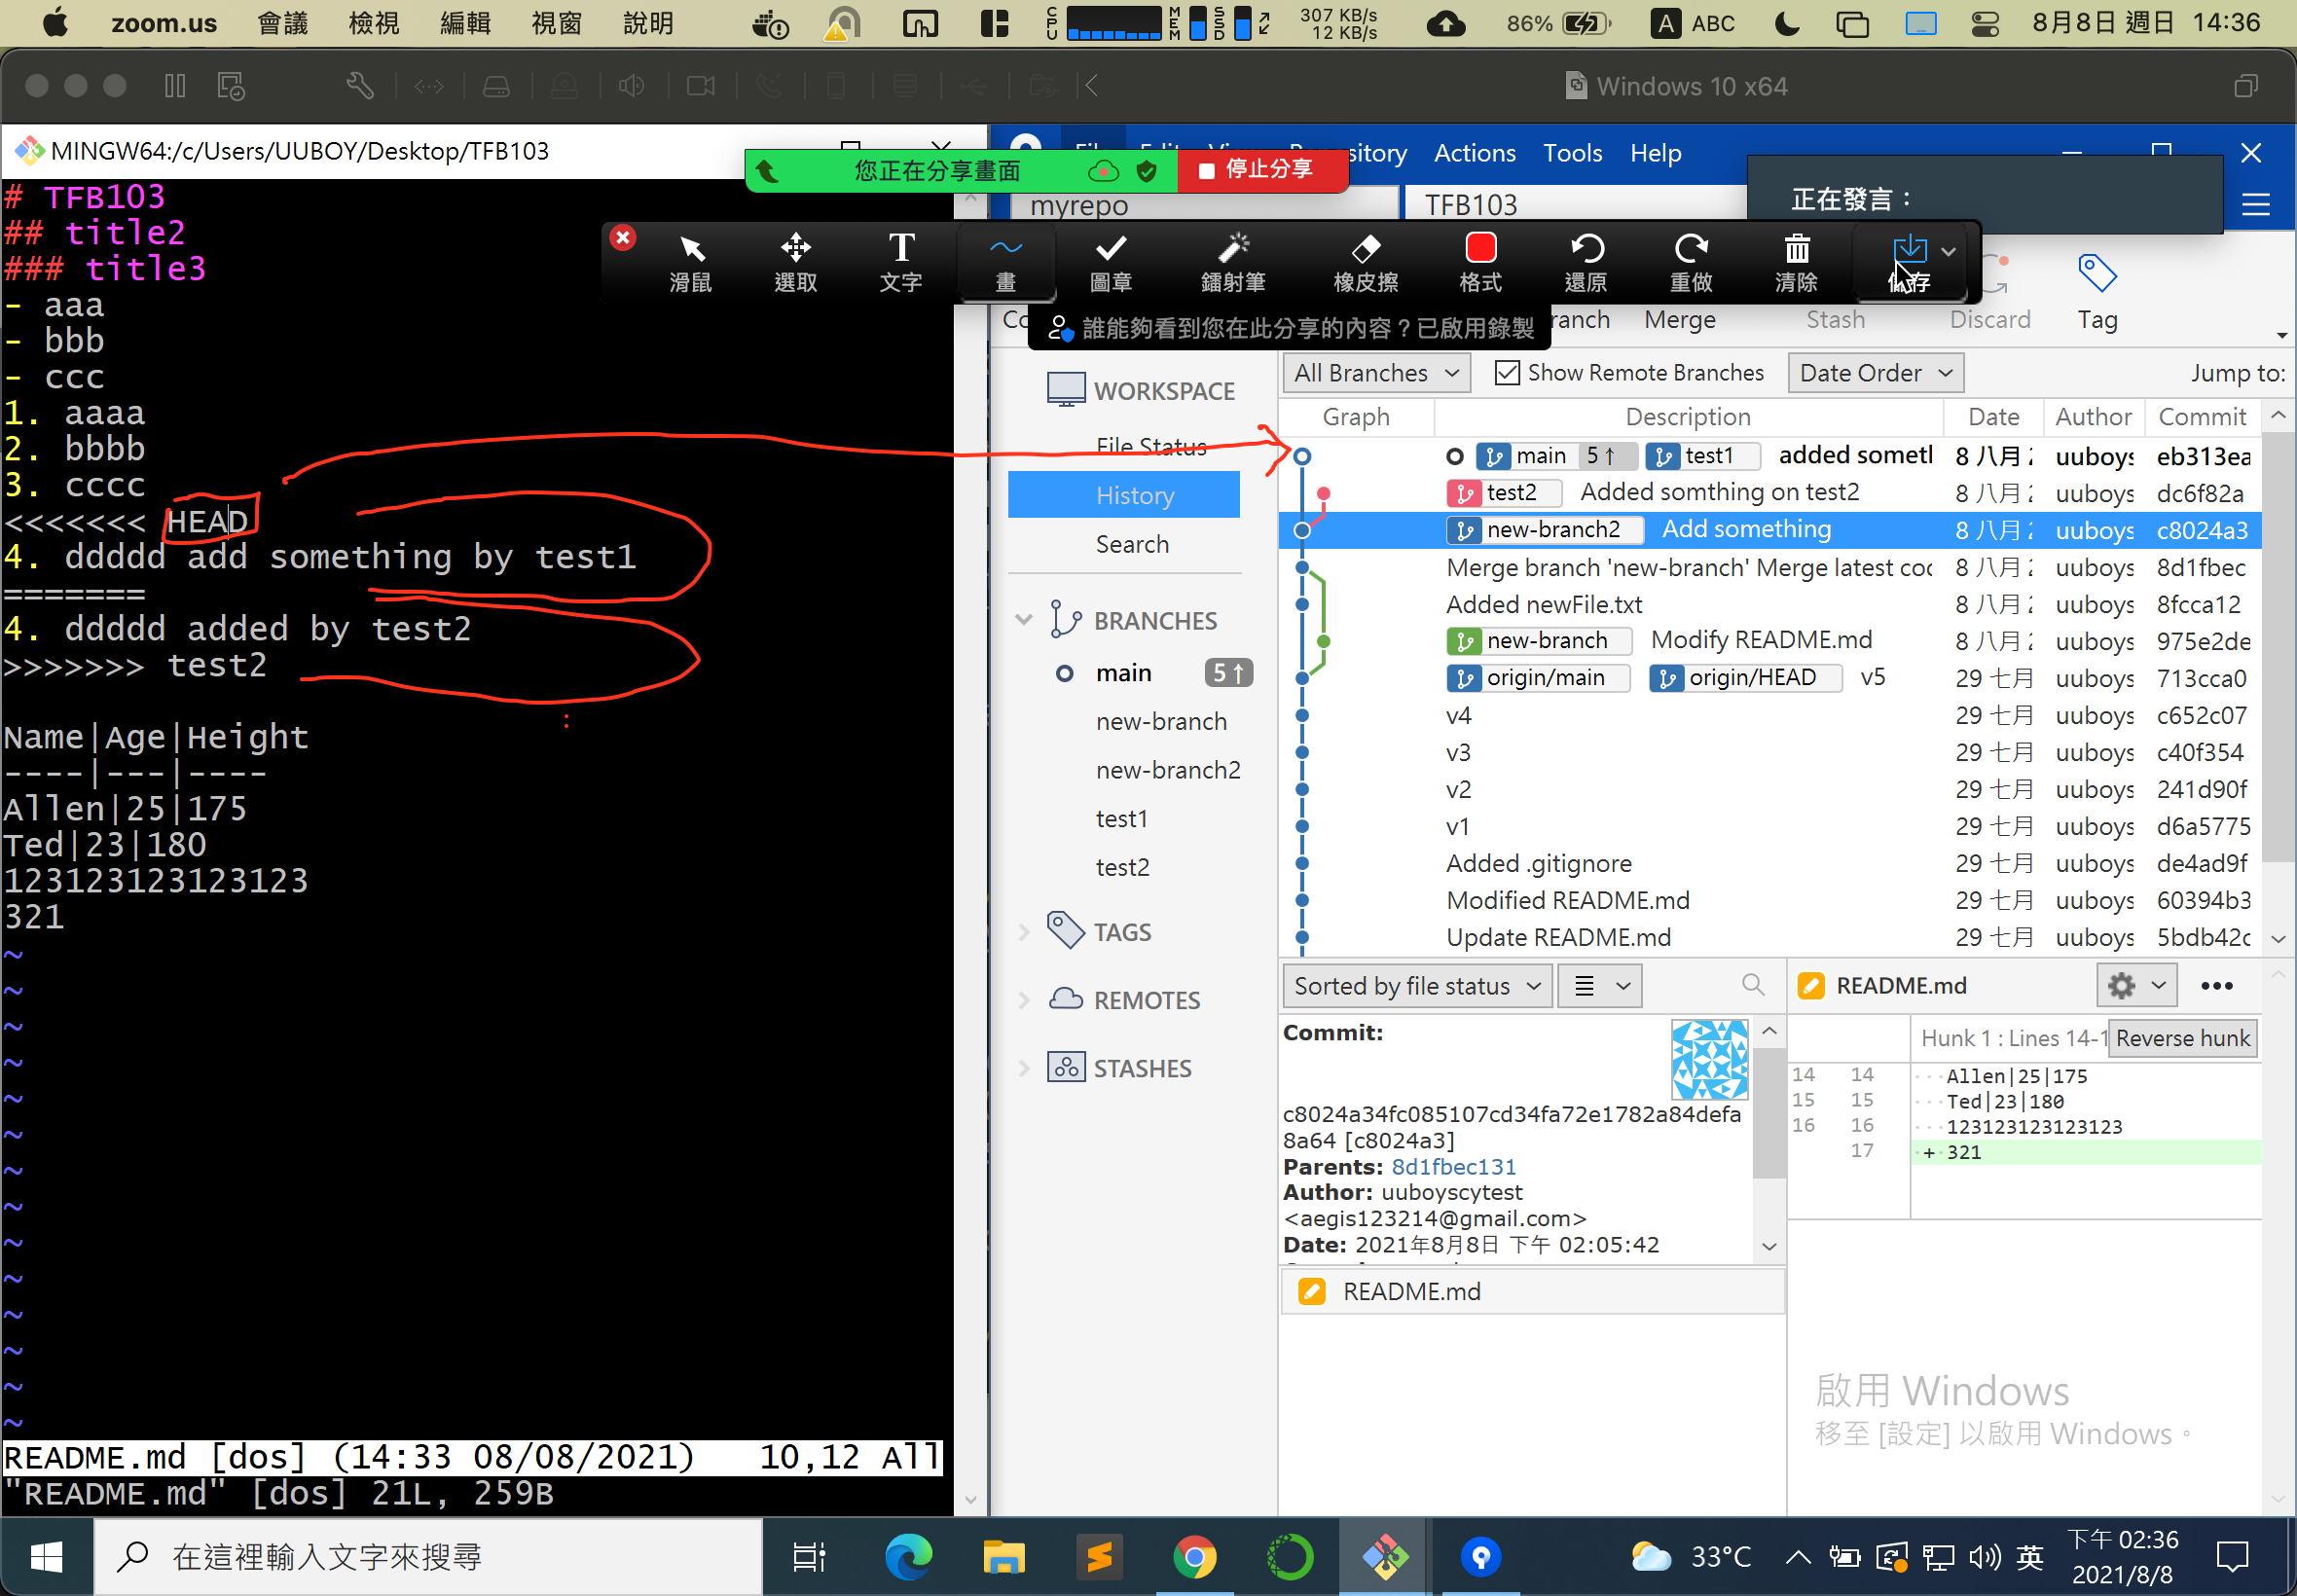 zoom.us 會議 檢視 編輯 視窗 說明 CPU MEM SSD 307 KB/s 12 KB/s 86% A ABC 8月8日 週日 14:36
Windows 10 x64
MINGW64:/c/Users/UUBOY/Desktop/TFB103
# TFB103
## title2
### title3
- aaa
- bbb
- ccc
1. aaaa
2. bbbb
3. cccc
<<<<<<< HEAD
4. ddddd add something by test1
=======
4. ddddd added by test2
>>>>>>> test2
Name|Age|Height
----|---|----
Allen|25|175
Ted|23|180
123123123123123
321
~
~
~
~
~
~
~
~
~
~
~
~
~
~
README.md [dos] (14:33 08/08/2021) 10,12 All
"README.md" [dos] 21L, 259B
您正在分享畫面 停止分享
Actions Tools Help
myrepo TFB103
正在發言：
滑鼠 選取 T 文字 畫 圖章 鐳射筆 橡皮擦 格式 還原 重做 清除 儲存
誰能夠看到您在此分享的內容？已啟用錄製
Merge Stash Discard Tag
WORKSPACE
File Status
History
Search
BRANCHES
main 5↑
new-branch
new-branch2
test1
test2
TAGS
REMOTES
STASHES
All Branches Show Remote Branches Date Order Jump to:
Graph Description Date Author Commit
main 5↑ test1 added somet 8 八月 uuboys eb313ea
test2 Added somthing on test2 8 八月 uuboys dc6f82a
new-branch2 Add something 8 八月 uuboys c8024a3
Merge branch 'new-branch' Merge latest co 8 八月 uuboys 8d1fbec
Added newFile.txt 8 八月 uuboys 8fcca12
new-branch Modify README.md 8 八月 uuboys 975e2de
origin/main origin/HEAD v5 29 七月 uuboys 713cca0
v4 29 七月 uuboys c652c07
v3 29 七月 uuboys c40f354
v2 29 七月 uuboys 241d90f
v1 29 七月 uuboys d6a5775
Added .gitignore 29 七月 uuboys de4ad9f
Modified README.md 29 七月 uuboys 60394b3
Update README.md 29 七月 uuboys 5bdb42c
Sorted by file status
Commit:
c8024a34fc085107cd34fa72e1782a84defa
8a64 [c8024a3]
Parents: 8d1fbec131
Author: uuboyscytest
<aegis123214@gmail.com>
Date: 2021年8月8日 下午 02:05:42
README.md
README.md
Hunk 1 : Lines 14-1 Reverse hunk
14 14 Allen|25|175
15 15 Ted|23|180
16 16 123123123123123
17 + 321
啟用 Windows
移至 [設定] 以啟用 Windows。
在這裡輸入文字來搜尋
33°C 英 下午 02:36
2021/8/8